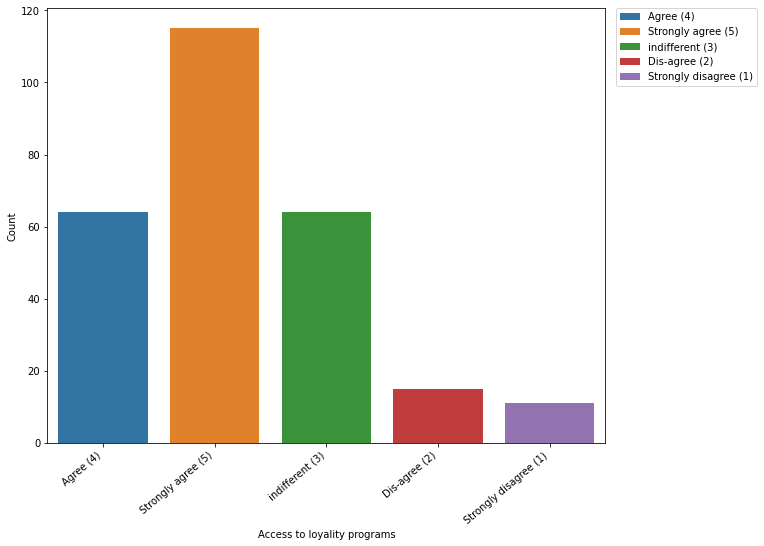 120
100
80
60
40
20
0
Count
Agree (4)
Strongly agree (5)
indifferent (3)
Dis-agree (2)
Strongly disagree (1)
Access to loyality programs
Agree (4)
Strongly agree (5)
indifferent (3)
Dis-agree (2)
Strongly disagree (1)